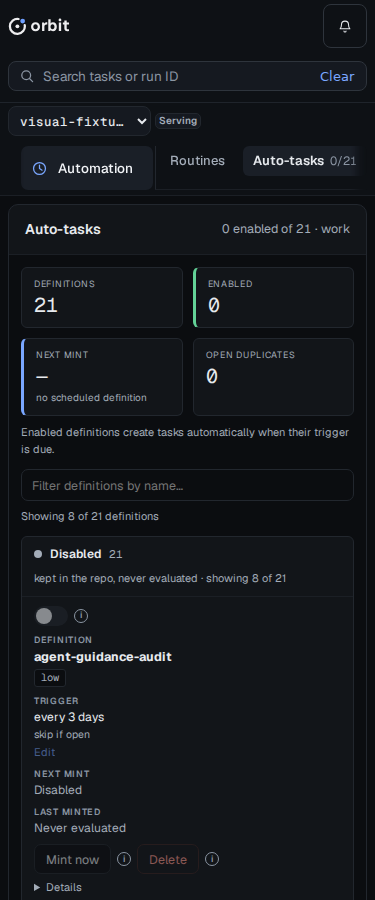 orbit
Search tasks or run ID
Clear
visual-fixtu…
Serving
Automation
Routines
Auto-tasks 0/21
Auto-tasks
0 enabled of 21 · work
DEFINITIONS
21
ENABLED
0
NEXT MINT
—
no scheduled definition
OPEN DUPLICATES
0
Enabled definitions create tasks automatically when their trigger
is due.
Filter definitions by name…
Showing 8 of 21 definitions
Disabled 21
kept in the repo, never evaluated · showing 8 of 21
DEFINITION
agent-guidance-audit
low
TRIGGER
every 3 days
skip if open
Edit
NEXT MINT
Disabled
LAST MINTED
Never evaluated
Mint now
Delete
Details